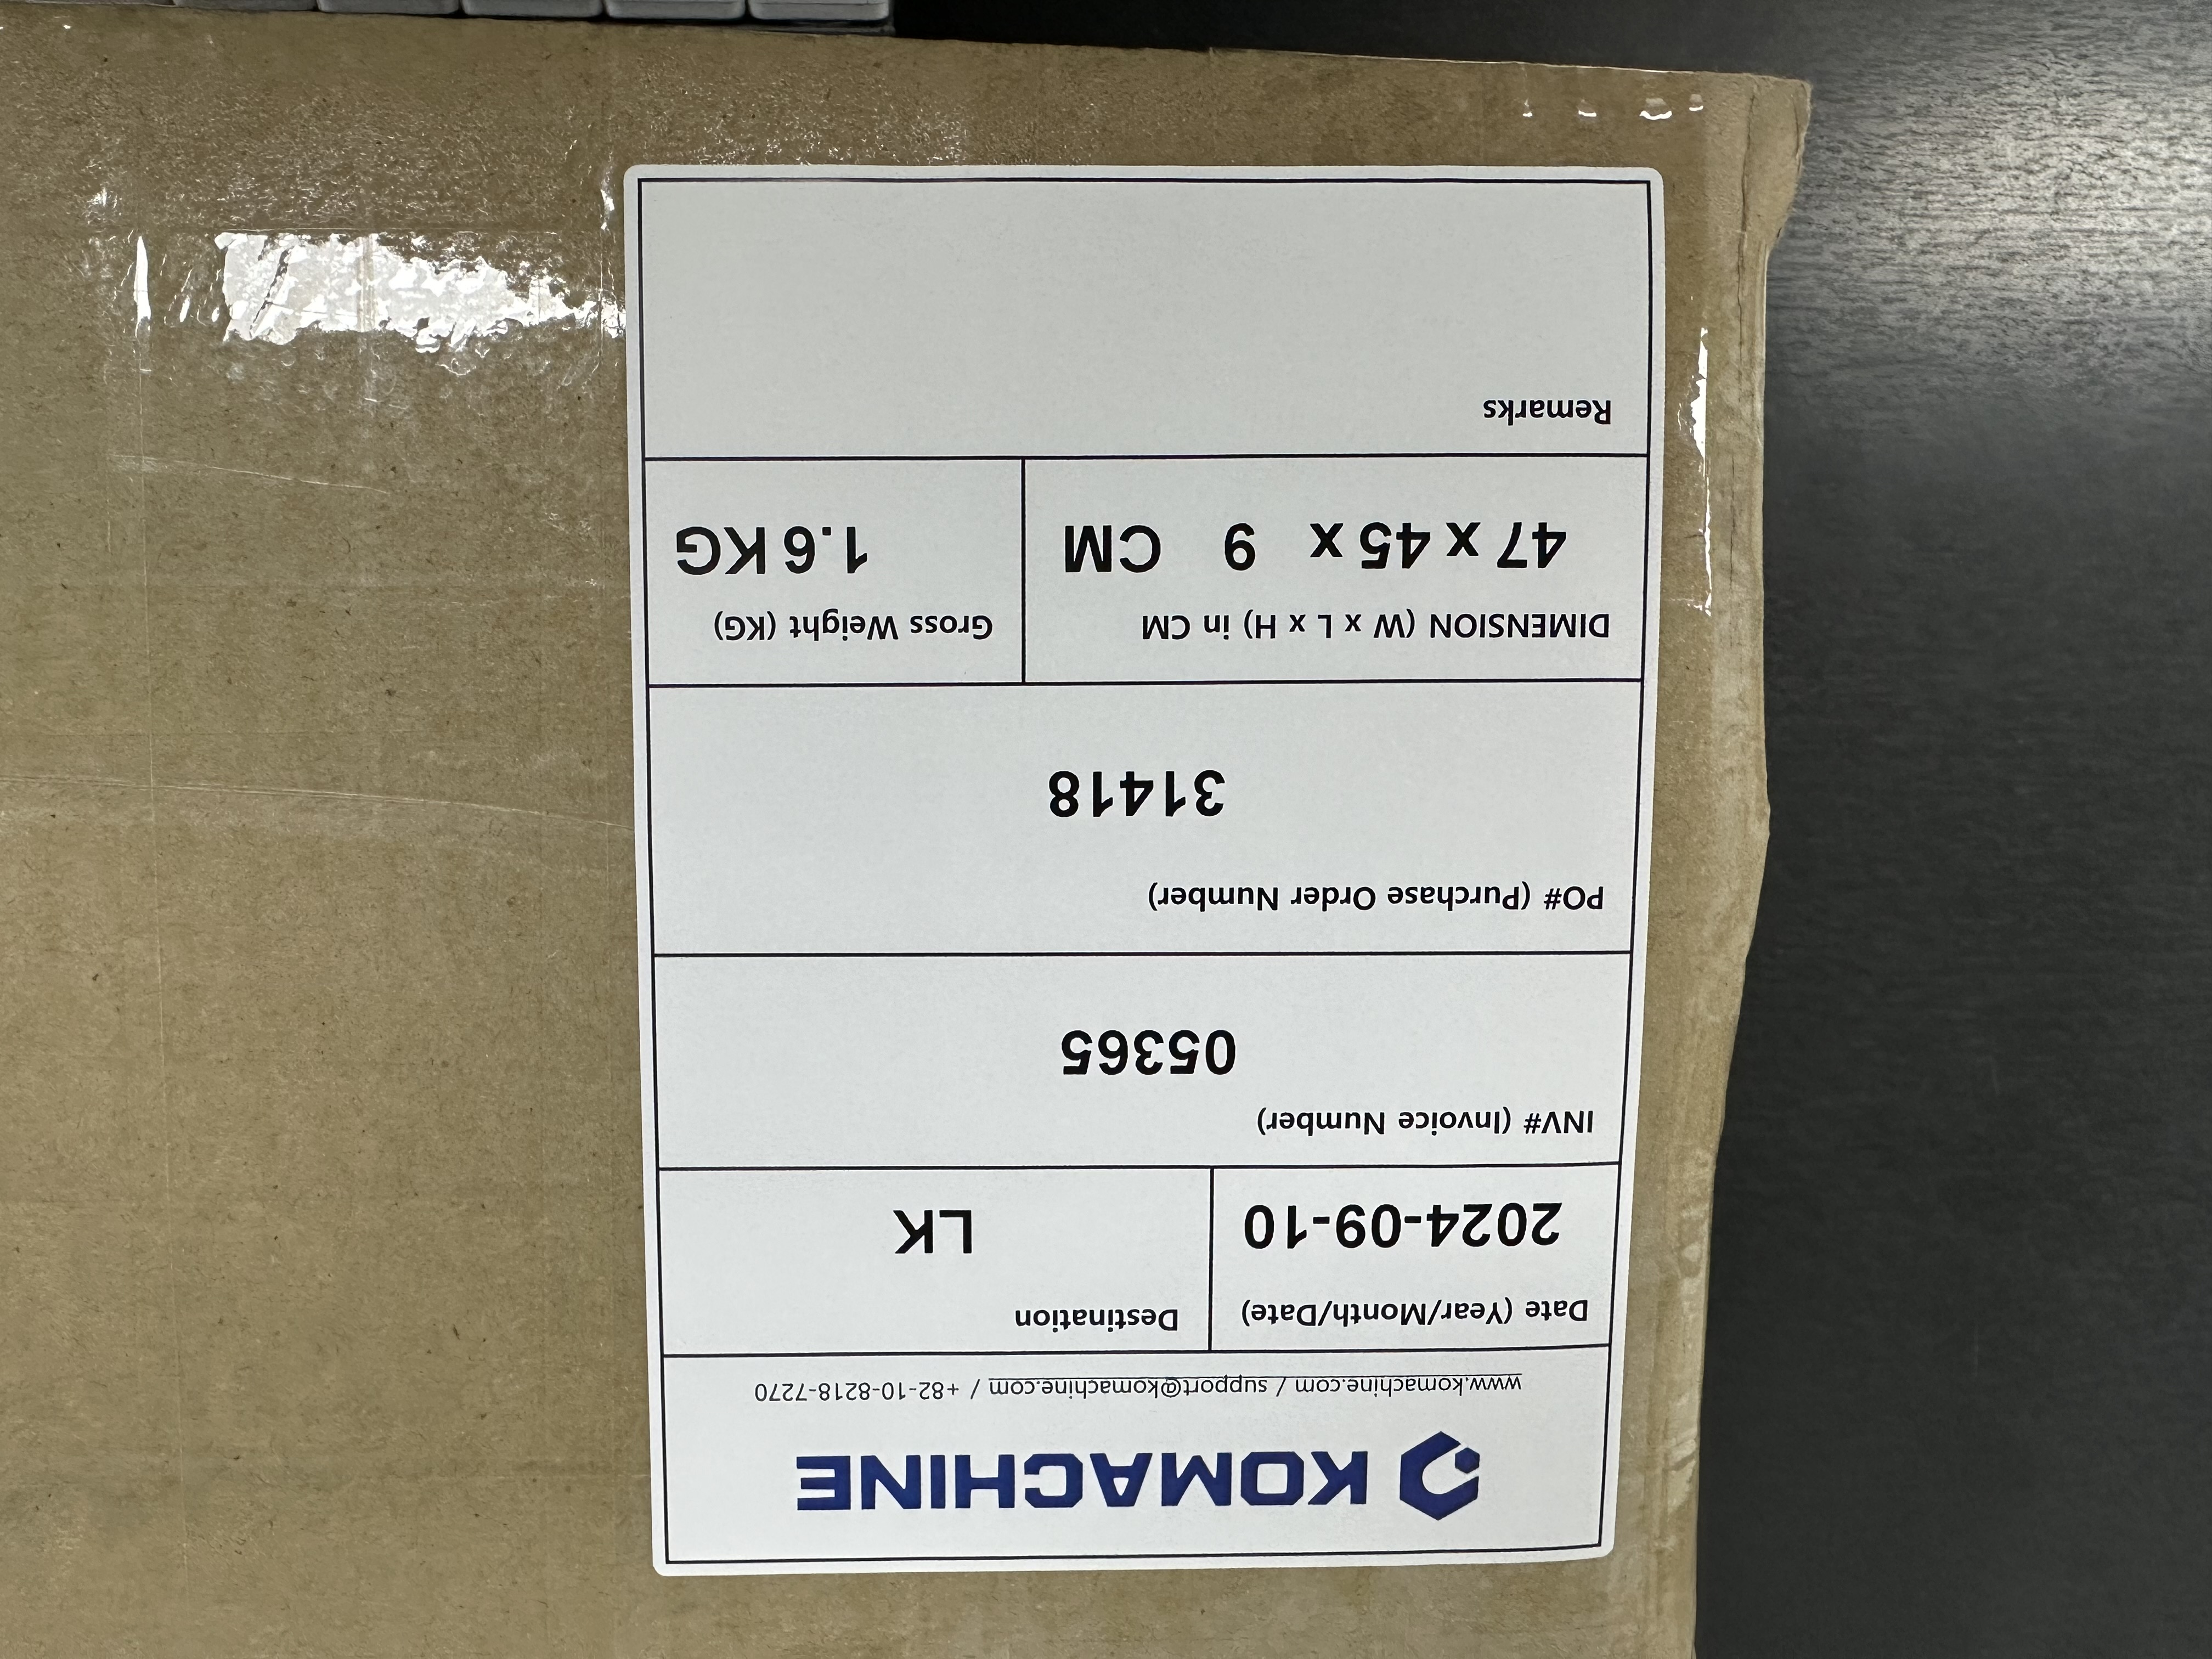 KOMACHINE
www.komachine.com / support@komachine.com / +82-10-8218-7270
Date (Year/Month/Date)
2024-09-10
Destination
LK
INV# (Invoice Number)
05365
PO# (Purchase Order Number)
31418
DIMENSION (W x L x H) in CM
47 x 45 x 9 CM
Gross Weight (KG)
1.6 KG
Remarks